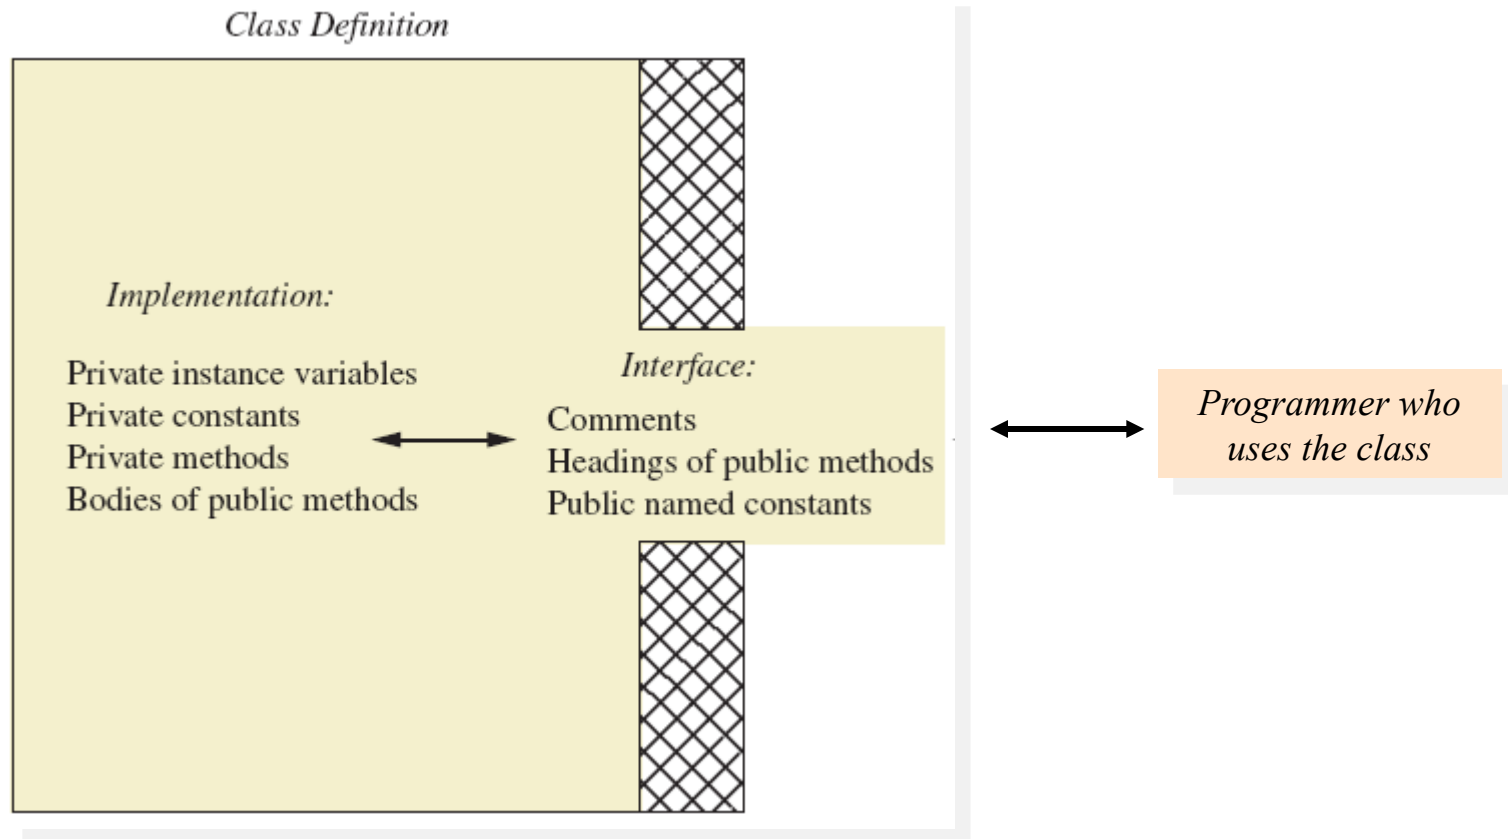 Class Definition
Implementation:
Private instance variables
Private constants
Private methods
Bodies of public methods
Interface:
Comments
Headings of public methods
Public named constants
Programmer who
uses the class